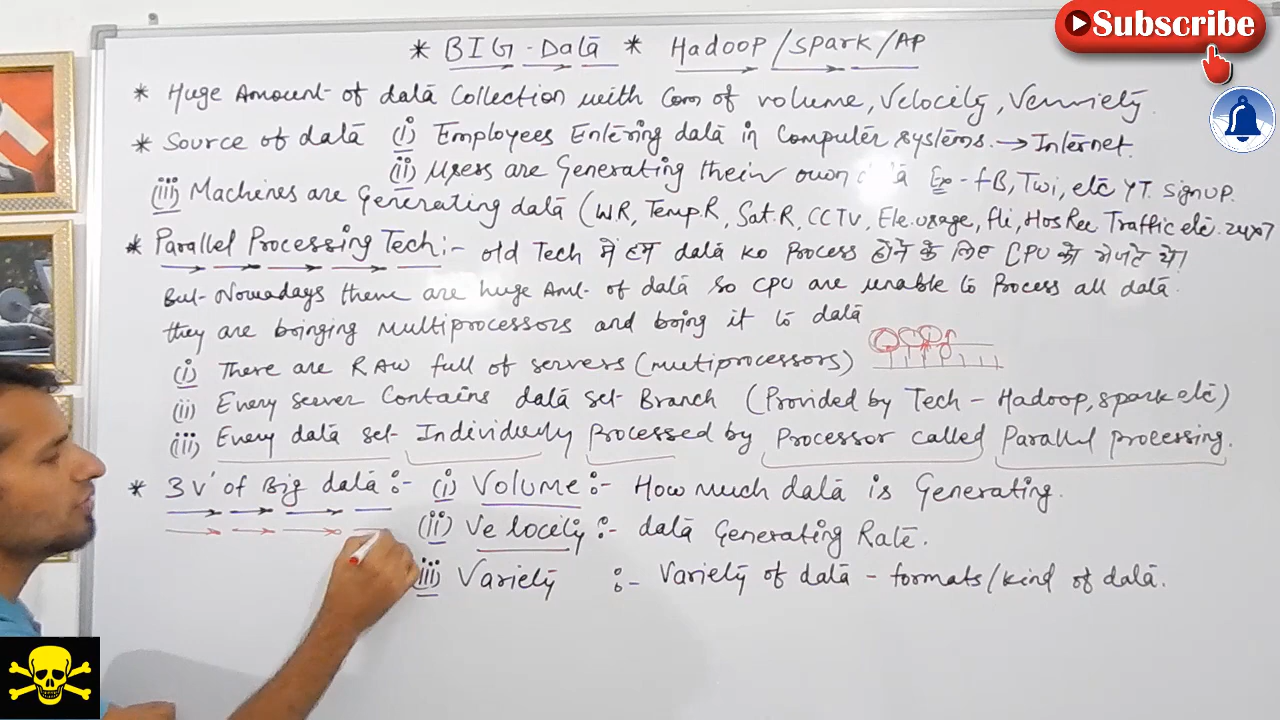 Subscribe
* BIG-Data * Hadoop/Spark/AP
* Huge Amount of data Collection with Com of volume, Velocity, Venriety.
* Source of data (i) Employees Entering data in Computer systems. → Internet.
(ii) Users are Generating their own data Ex - FB, Twi, etc YT. Sign UP.
(iii) Machines are Generating data (WR, Temp.R, Sat.R, CCTV, Ele.usage, fli, Hos Rec Traffic etc. 24x7
* Parallel Processing Tech :- old Tech में हम data ko Process होने के लिए CPU को भेजते थे।
But Nowadays there are huge Amt. of data so CPU are unable to Process all data.
they are bringing multiprocessors and bring it to data
(i) There are RAW full of servers (multiprocessors)
(ii) Every server Contains data set Branch (Provided by Tech - Hadoop, spark etc)
(iii) Every data set Individually Processed by Processor called Parallel processing.
* 3 V' of Big data :- (i) Volume :- How much data is Generating.
(ii) Velocity :- data Generating Rate.
(iii) Variety :- Variety of data - formats/kind of data.